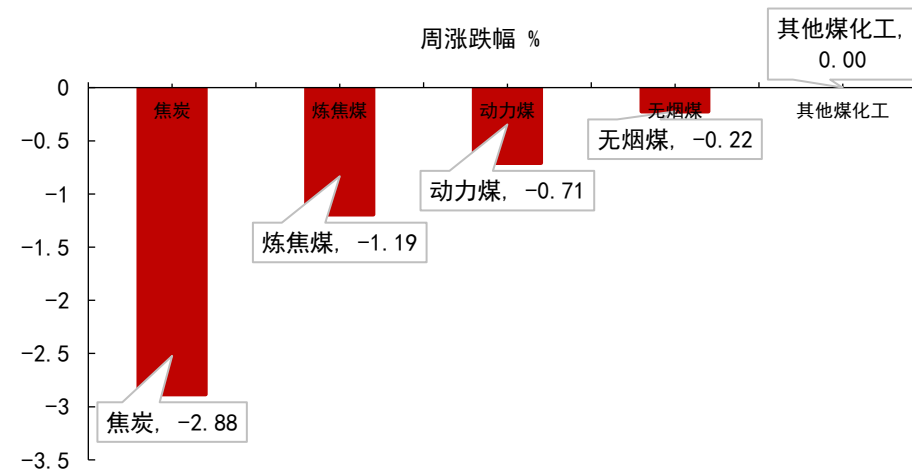 周涨跌幅 %
其他煤化工,
0.00
0
-0.5
-1
-1.5
-2
-2.5
-3
-3.5
焦炭
炼焦煤
动力煤
无烟煤
其他煤化工
无烟煤, -0.22
动力煤, -0.71
炼焦煤, -1.19
焦炭, -2.88